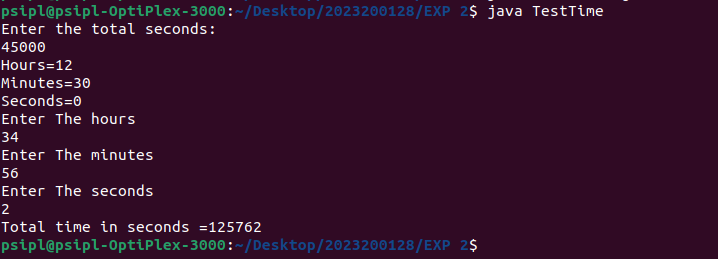 psipl@psipl-OptiPlex-3000:~/Desktop/2023200128/EXP 2$ java TestTime
Enter the total seconds:
45000
Hours=12
Minutes=30
Seconds=0
Enter The hours
34
Enter The minutes
56
Enter The seconds
2
Total time in seconds =125762
psipl@psipl-OptiPlex-3000:~/Desktop/2023200128/EXP 2$